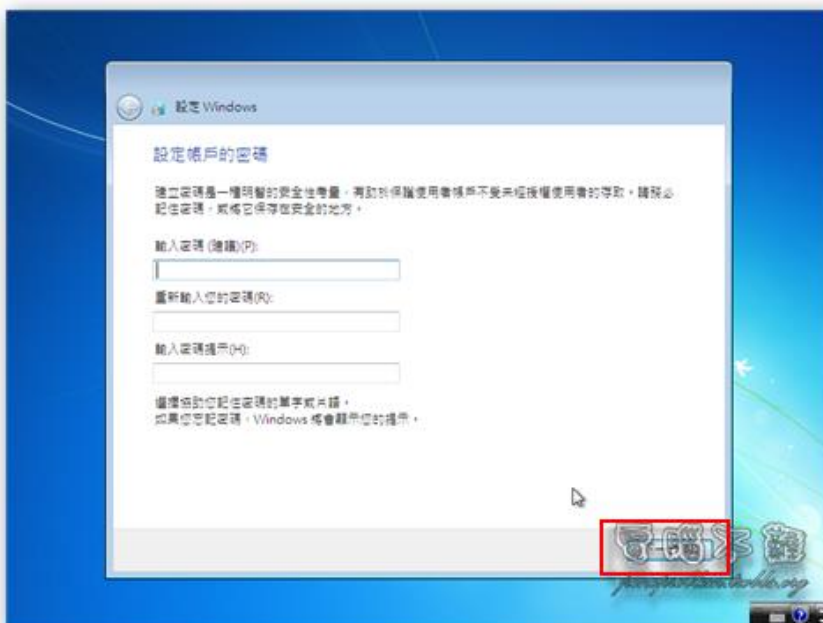 設定 Windows
設定帳戶的密碼
建立密碼是一種明智的安全性考量，有助於保護使用者帳戶不受未經授權使用者的存取。請務必
記住密碼，或將它保存在安全的地方。
輸入密碼 (建議)(P):
重新輸入您的密碼(R):
輸入密碼提示(H):
選擇協助您記住密碼的單字或片語。
如果您忘記密碼，Windows 將會顯示您的提示。